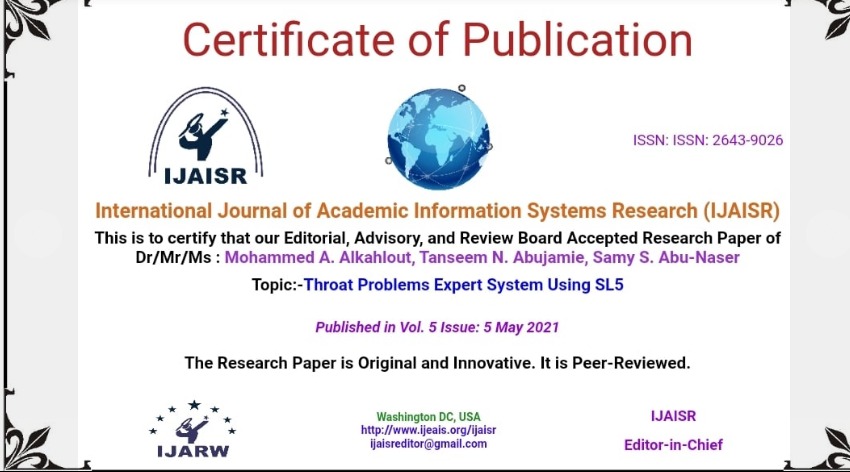 Certificate of Publication
IJAISR
ISSN: ISSN: 2643-9026
International Journal of Academic Information Systems Research (IJAISR)
This is to certify that our Editorial, Advisory, and Review Board Accepted Research Paper of
Dr/Mr/Ms : Mohammed A. Alkahlout, Tanseem N. Abujamie, Samy S. Abu-Naser
Topic:-Throat Problems Expert System Using SL5
Published in Vol. 5 Issue: 5 May 2021
The Research Paper is Original and Innovative. It is Peer-Reviewed.
IJARW
Washington DC, USA
http://www.ijeais.org/ijaisr
ijaisreditor@gmail.com
IJAISR
Editor-in-Chief